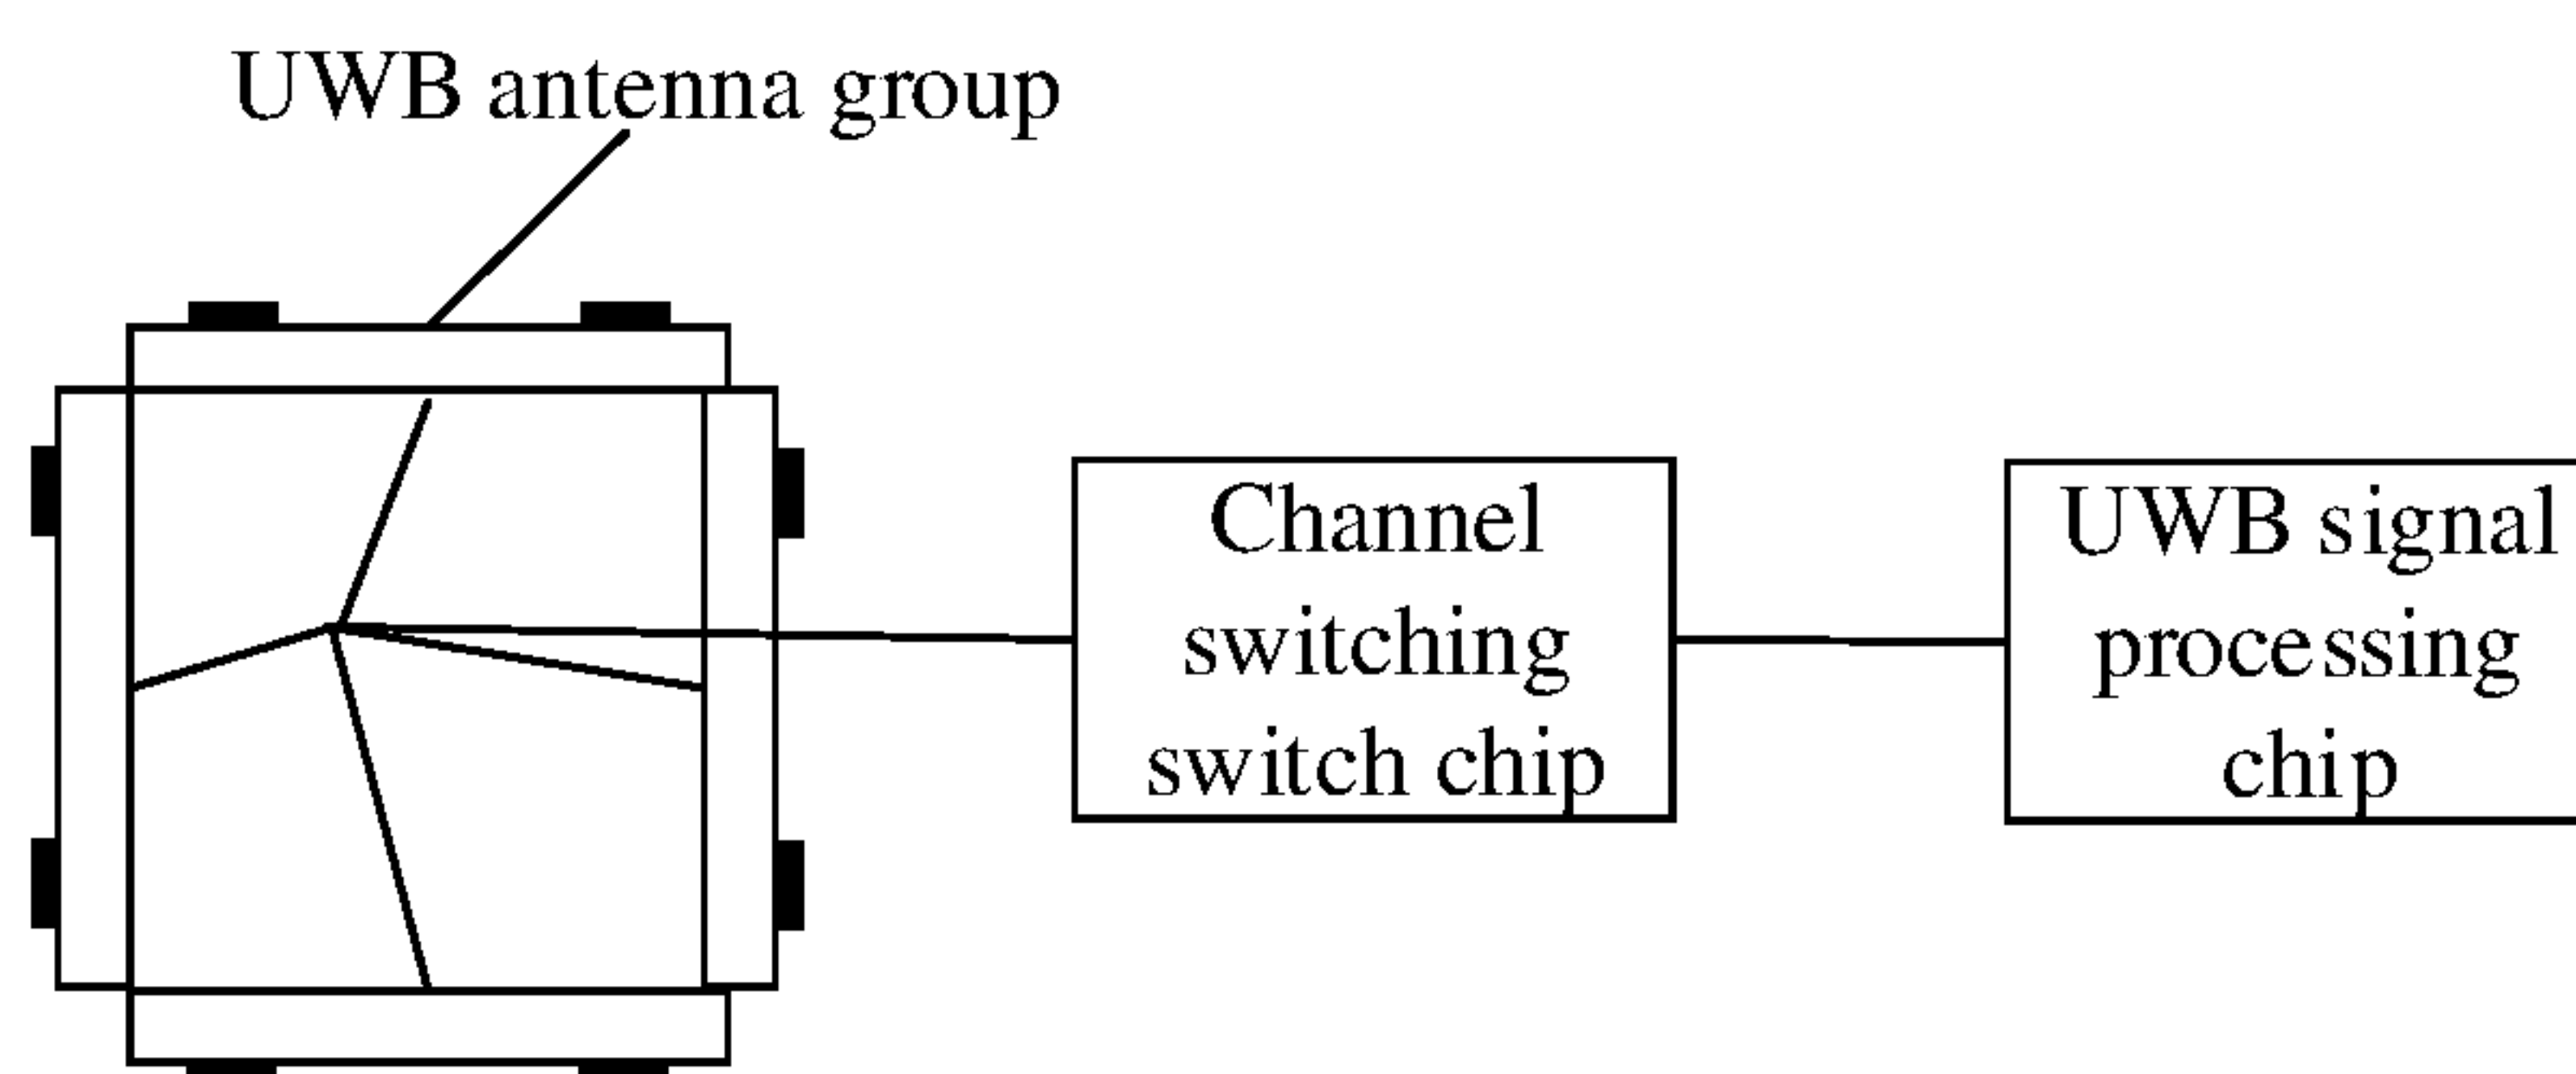 UWB antenna group
Channel
switching
switch chip
UWB signal
processing
chip